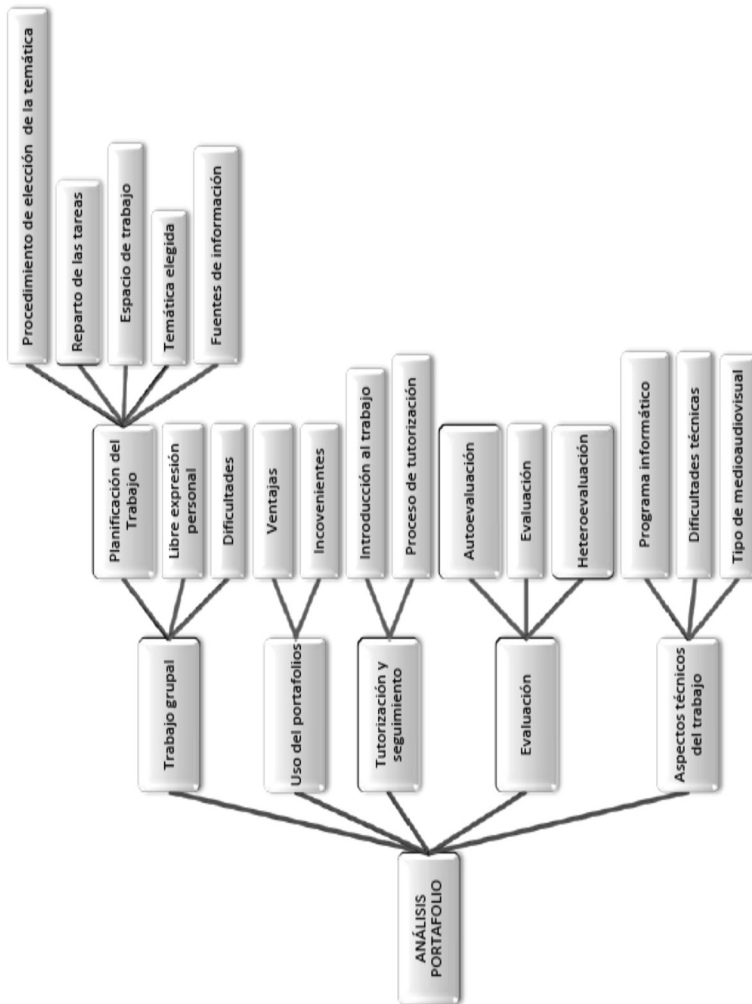 ANÁLISIS
PORTAFOLIO
Trabajo grupal
Planificación del
Trabajo
Procedimiento de elección de la temática
Reparto de las tareas
Espacio de trabajo
Temática elegida
Fuentes de información
Libre expresión
personal
Dificultades
Uso del portafolios
Ventajas
Incovenientes
Tutorización y
seguimiento
Introducción al trabajo
Proceso de tutorización
Evaluación
Autoevaluación
Evaluación
Heteroevaluación
Aspectos técnicos
del trabajo
Programa informático
Dificultades técnicas
Tipo de medioaudiovisual